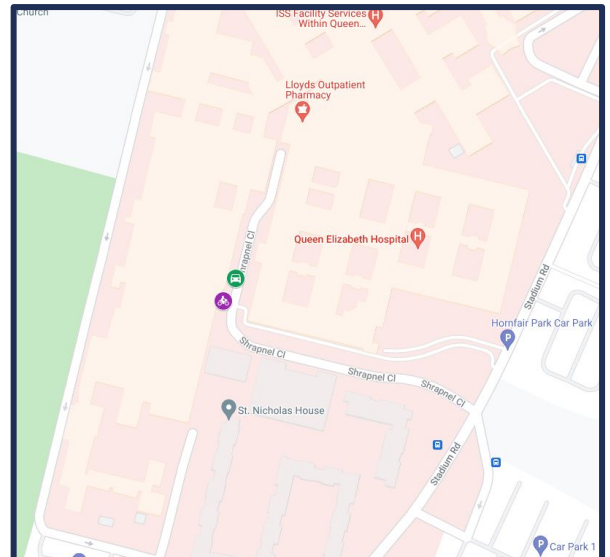 Church
ISS Facility Services
Within Queen...
H
Lloyds Outpatient
Pharmacy
Shrapnel Cl
Queen Elizabeth Hospital
H
Stadium Rd
Hornfair Park Car Park
P
Shrapnel Cl
Shrapnel Cl
Shrapnel Cl
St. Nicholas House
Stadium Rd
P
Car Park 1